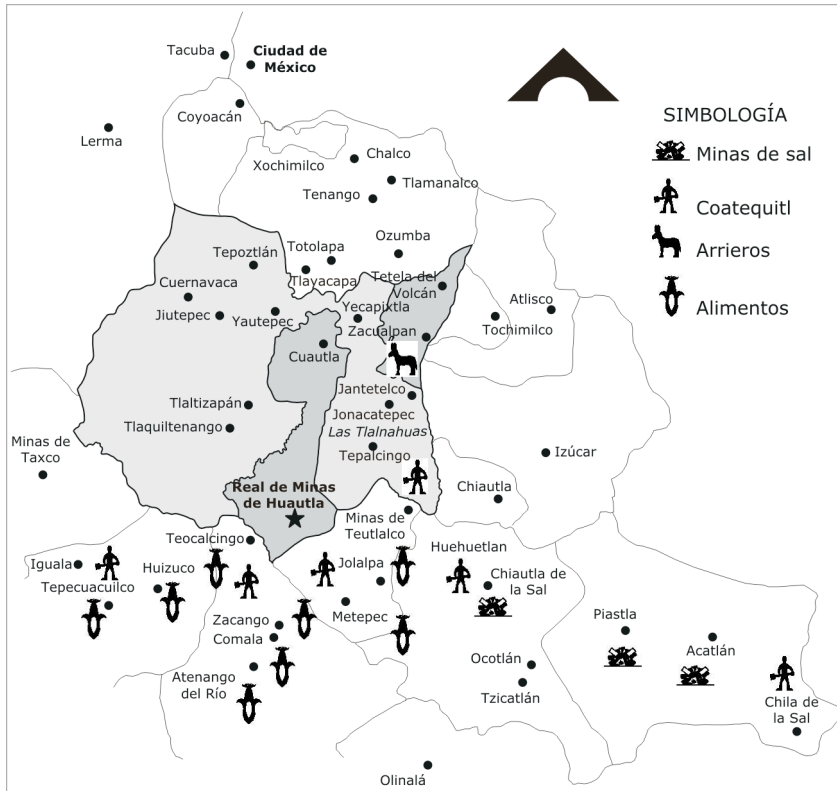 Tacuba
Ciudad de
México
Coyoacán
Lerma
Xochimilco
Chalco
Tlamanalco
Tenango
SIMBOLOGÍA
Minas de sal
Coatequitl
Arrieros
Alimentos
Ozumba
Totolapa
Tepoztlán
Tlayacapa
Tetela del
Volcán
Cuernavaca
Jiutepec
Yautepec
Yecapixtla
Zacualpan
Atlisco
Tochimilco
Cuautla
Jantetelco
Tlaltizapán
Jonacatepec
Tlaquiltenango
Las Tlalnahuas
Tepalcingo
Minas de
Taxco
Izúcar
Real de Minas
de Huautla
Chiautla
Minas de
Teutlalco
Teocalcingo
Iguala
Huizuco
Jolalpa
Huehuetlan
Tepecuacuilco
Chiautla de
la Sal
Metepec
Zacango
Comala
Piastla
Acatlán
Atenango
del Río
Ocotlán
Tzicatlán
Chila de
la Sal
Olinalá